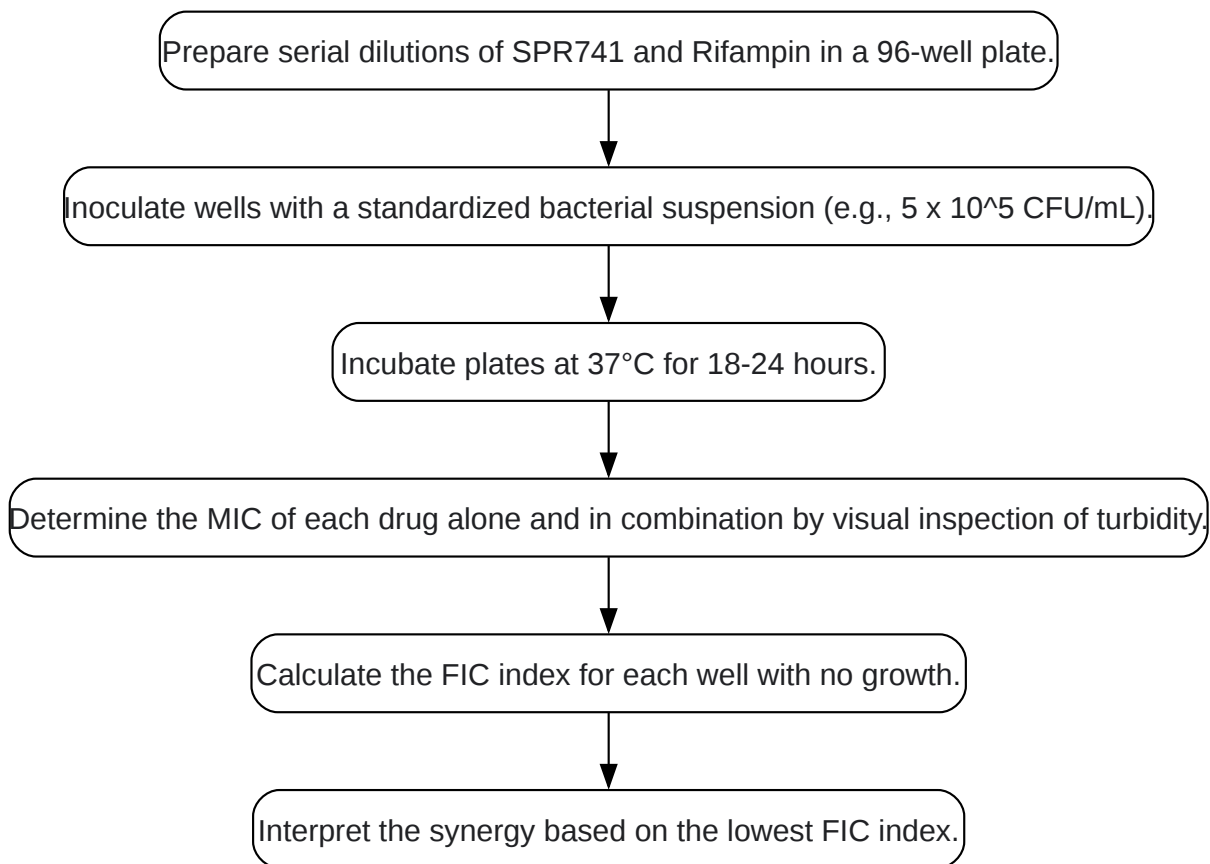 Prepare serial dilutions of SPR741 and Rifampin in a 96-well plate.
Inoculate wells with a standardized bacterial suspension (e.g., 5 x 10^5 CFU/mL).
Incubate plates at 37°C for 18-24 hours.
Determine the MIC of each drug alone and in combination by visual inspection of turbidity.
Calculate the FIC index for each well with no growth.
Interpret the synergy based on the lowest FIC index.